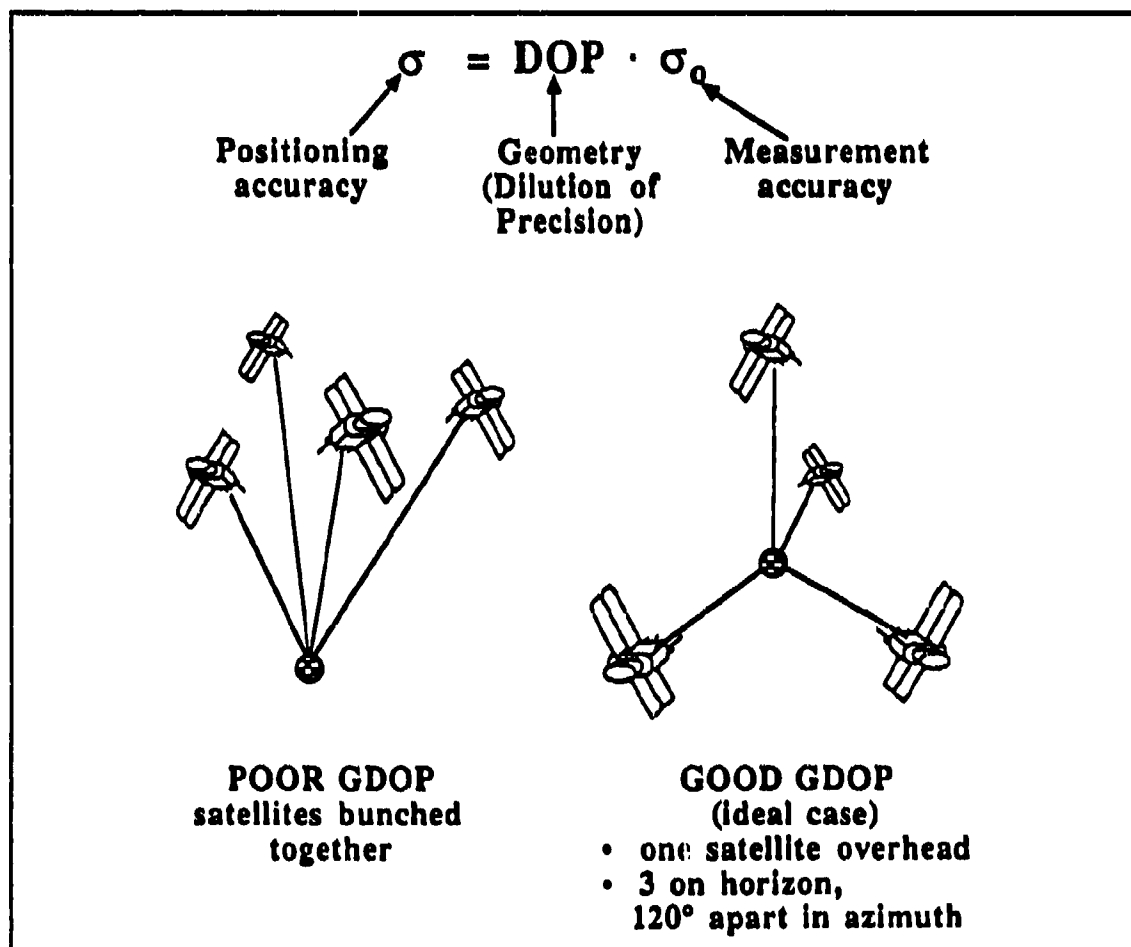 σ = DOP · σ₀
Positioning
accuracy
Geometry
(Dilution of
Precision)
Measurement
accuracy
POOR GDOP
satellites bunched
together
GOOD GDOP
(ideal case)
• one satellite overhead
• 3 on horizon,
120° apart in azimuth